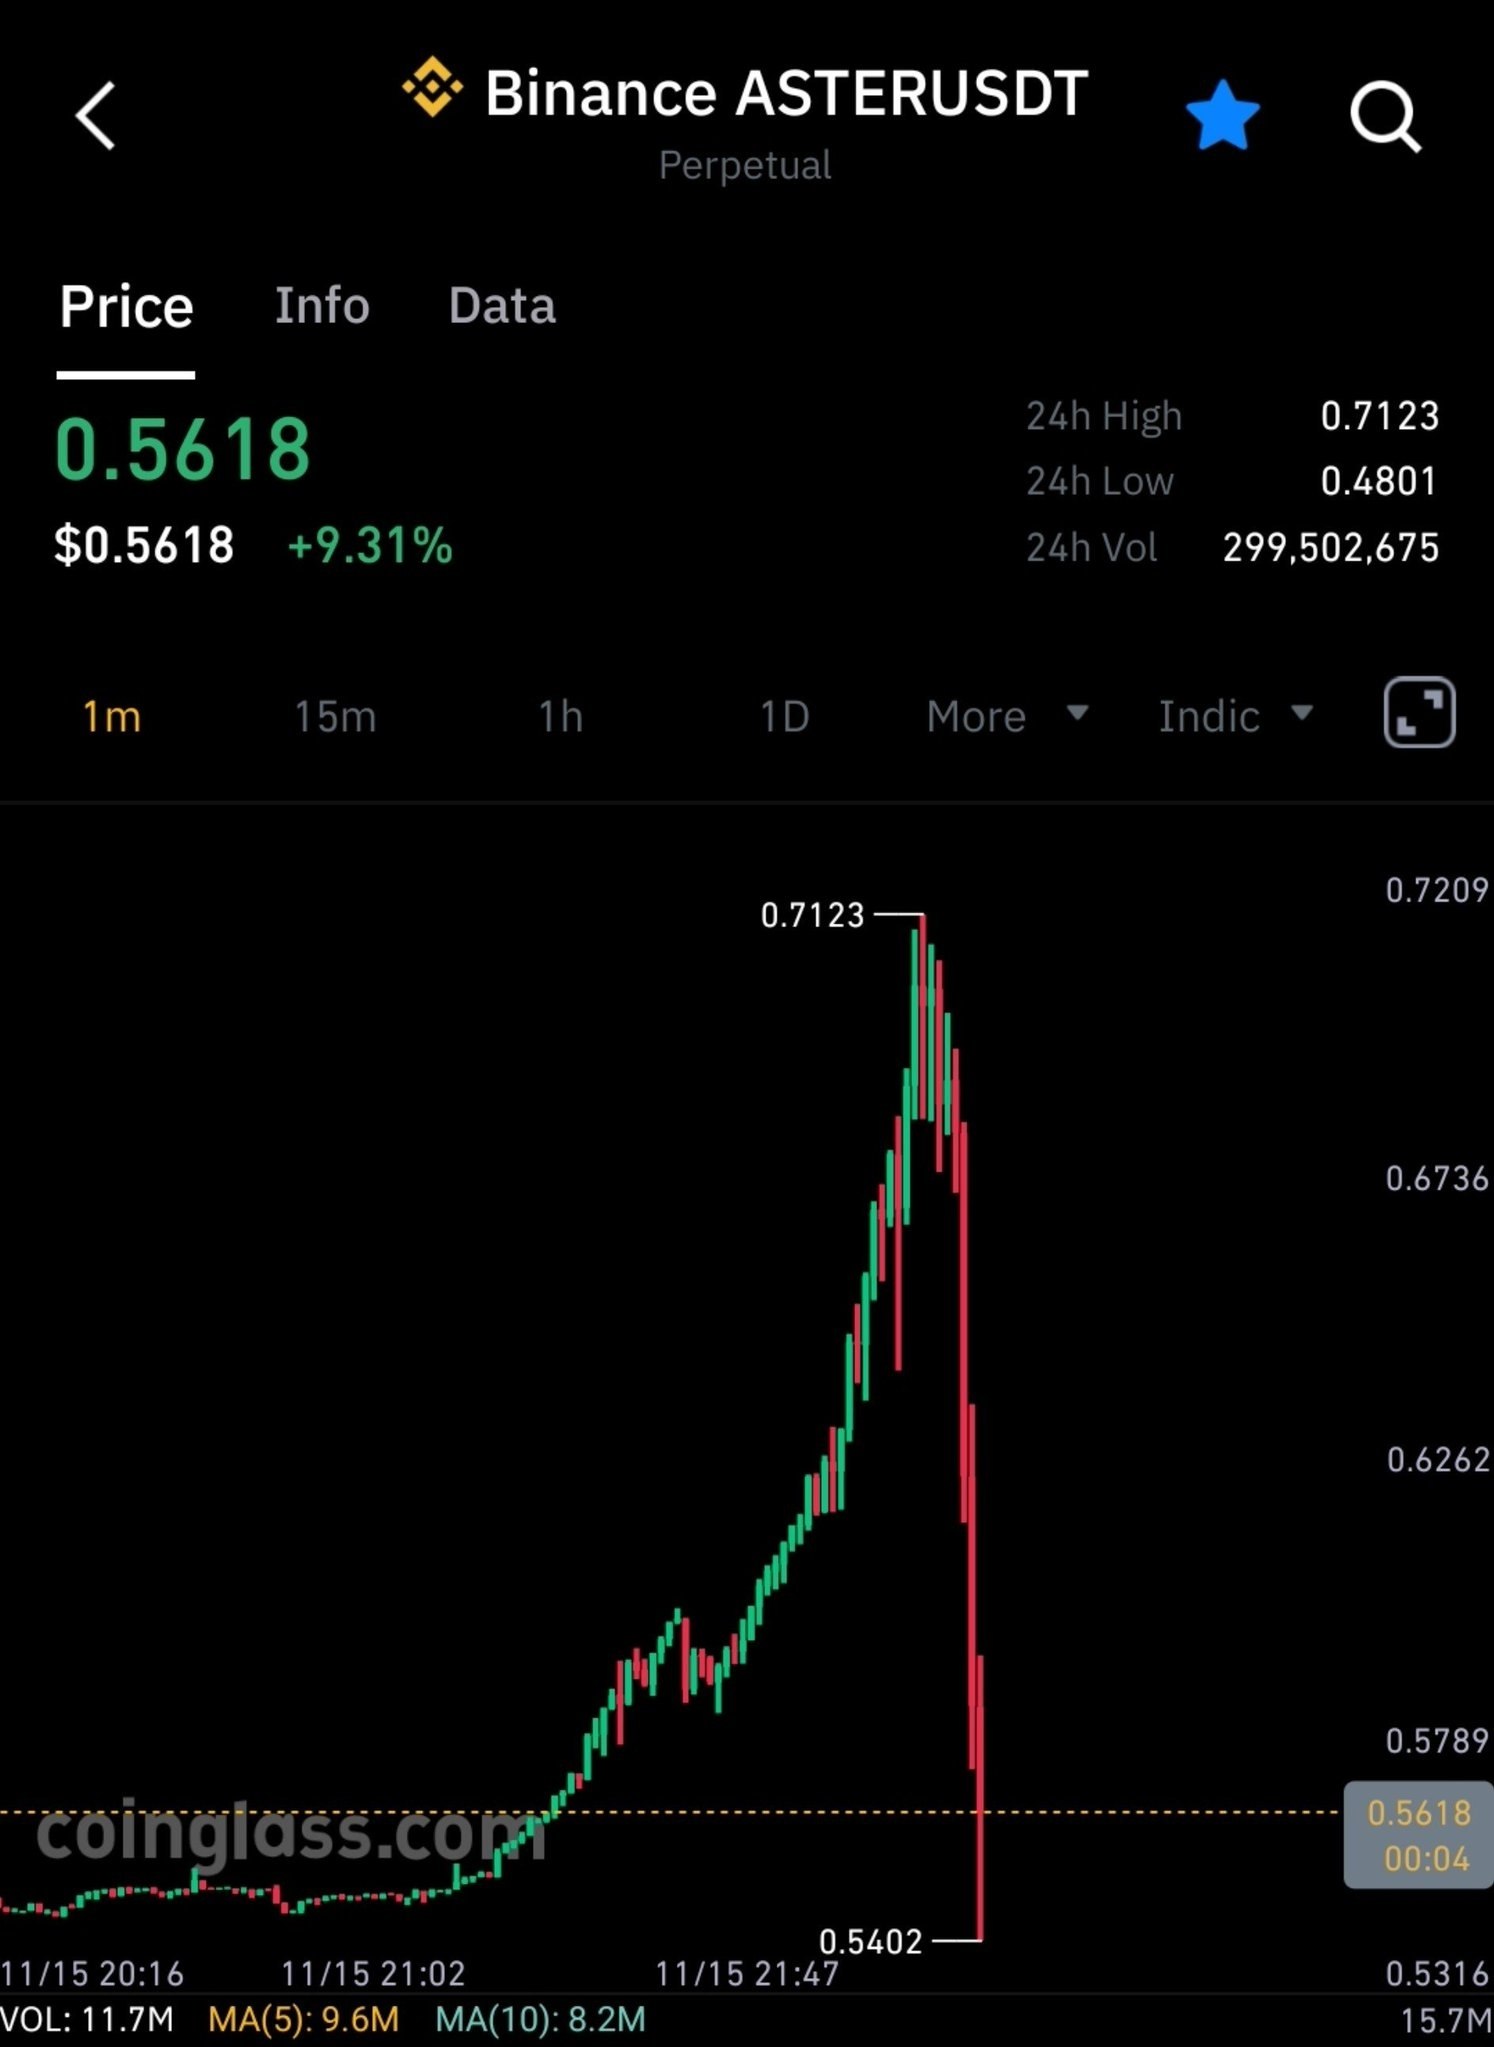 Binance ASTERUSDT
Perpetual
Price Info Data
0.5618
$0.5618 +9.31%
24h High 0.7123
24h Low 0.4801
24h Vol 299,502,675
1m 15m 1h 1D More Indic
0.7209
0.7123
0.6736
0.6262
0.5789
0.5618
00:04
coinglass.com
0.5402
11/15 20:16 11/15 21:02 11/15 21:47 0.5316
VOL: 11.7M MA(5): 9.6M MA(10): 8.2M 15.7M